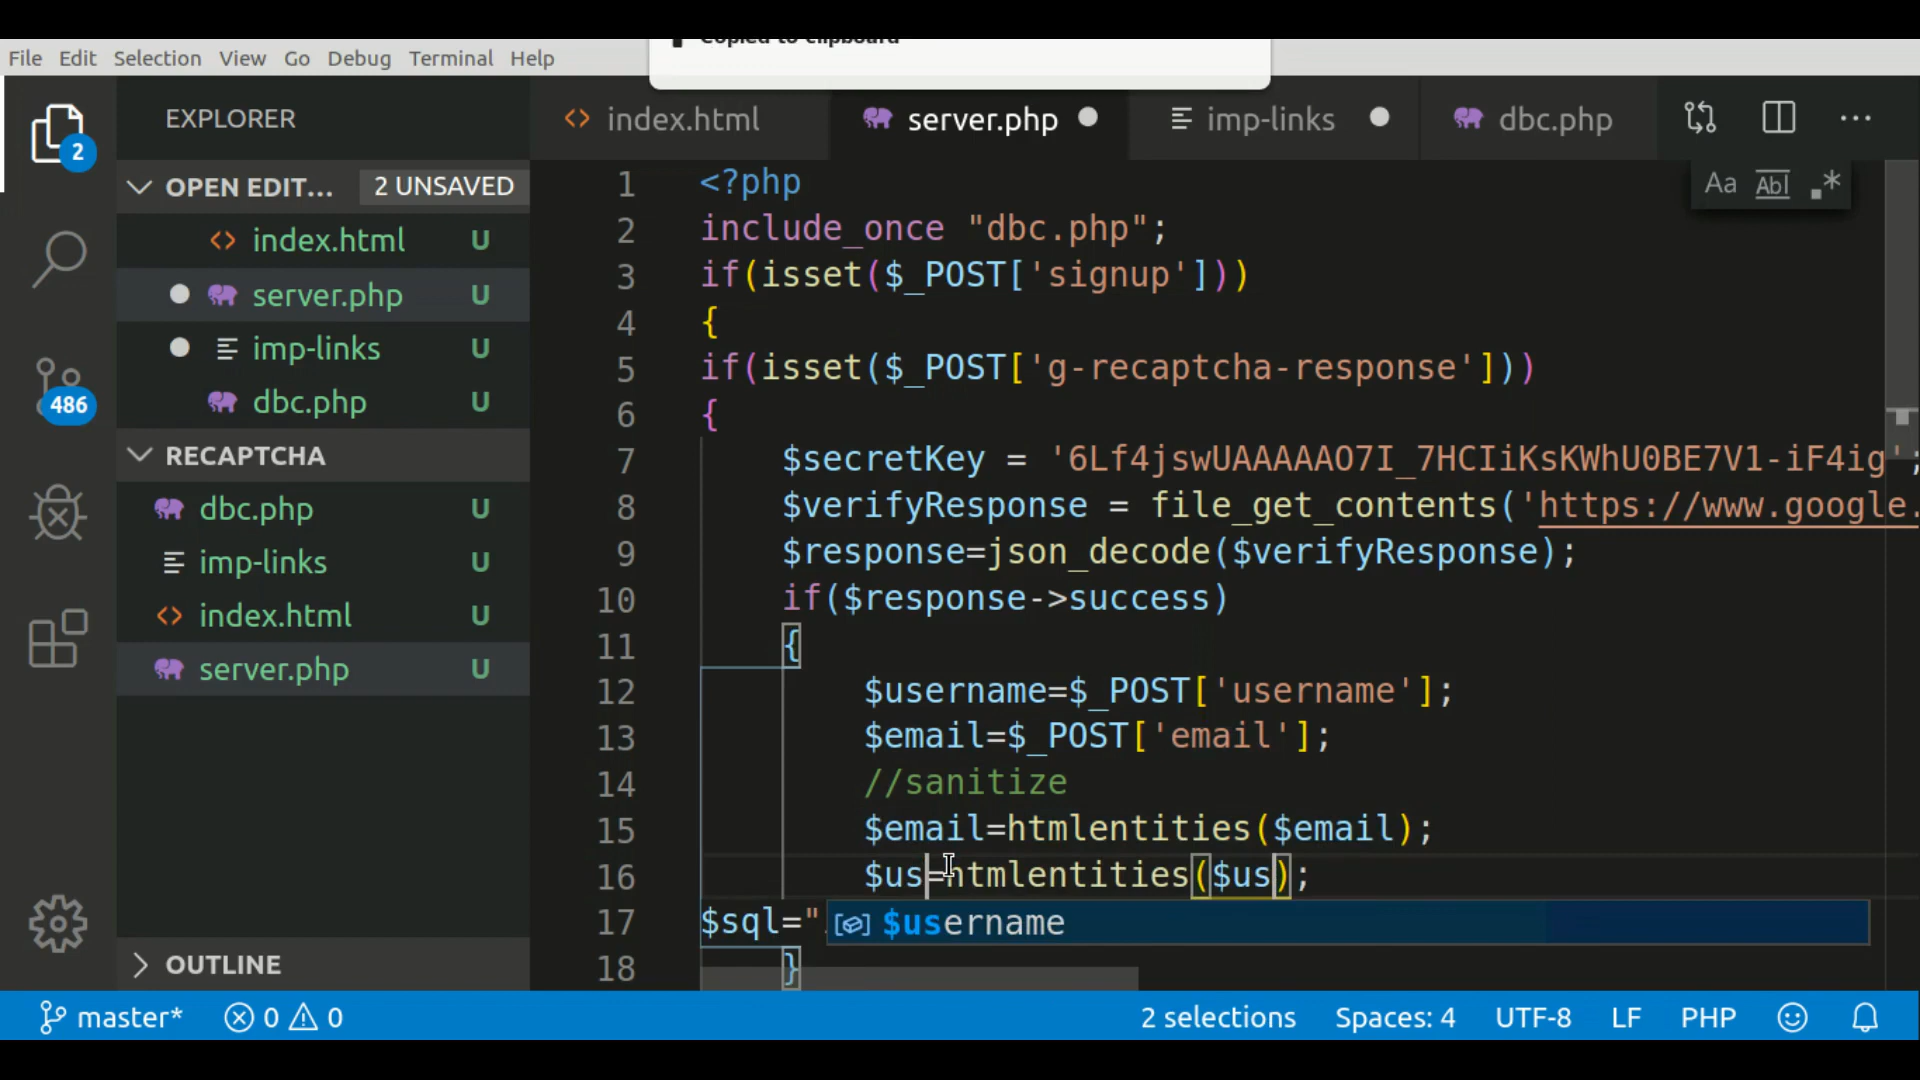 Copied to clipboard
File Edit Selection View Go Debug Terminal Help
EXPLORER
index.html
server.php
imp-links
dbc.php
2
OPEN EDIT... 2 UNSAVED
index.html U
server.php U
imp-links U
dbc.php U
486
RECAPTCHA
dbc.php U
imp-links U
index.html U
server.php U
OUTLINE
Aa Abl .*
1 <?php
2 include_once "dbc.php";
3 if(isset($_POST['signup']))
4 {
5 if(isset($_POST['g-recaptcha-response']))
6 {
7 $secretKey = '6Lf4jswUAAAAAO7I_7HCIiKsKWhU0BE7V1-iF4ig';
8 $verifyResponse = file_get_contents('https://www.google.
9 $response=json_decode($verifyResponse);
10 if($response->success)
11 {
12 $username=$_POST['username'];
13 $email=$_POST['email'];
14 //sanitize
15 $email=htmlentities($email);
16 $us=htmlentities($us);
17 $sql="
$username
18 }
master* 0 0 2 selections Spaces: 4 UTF-8 LF PHP